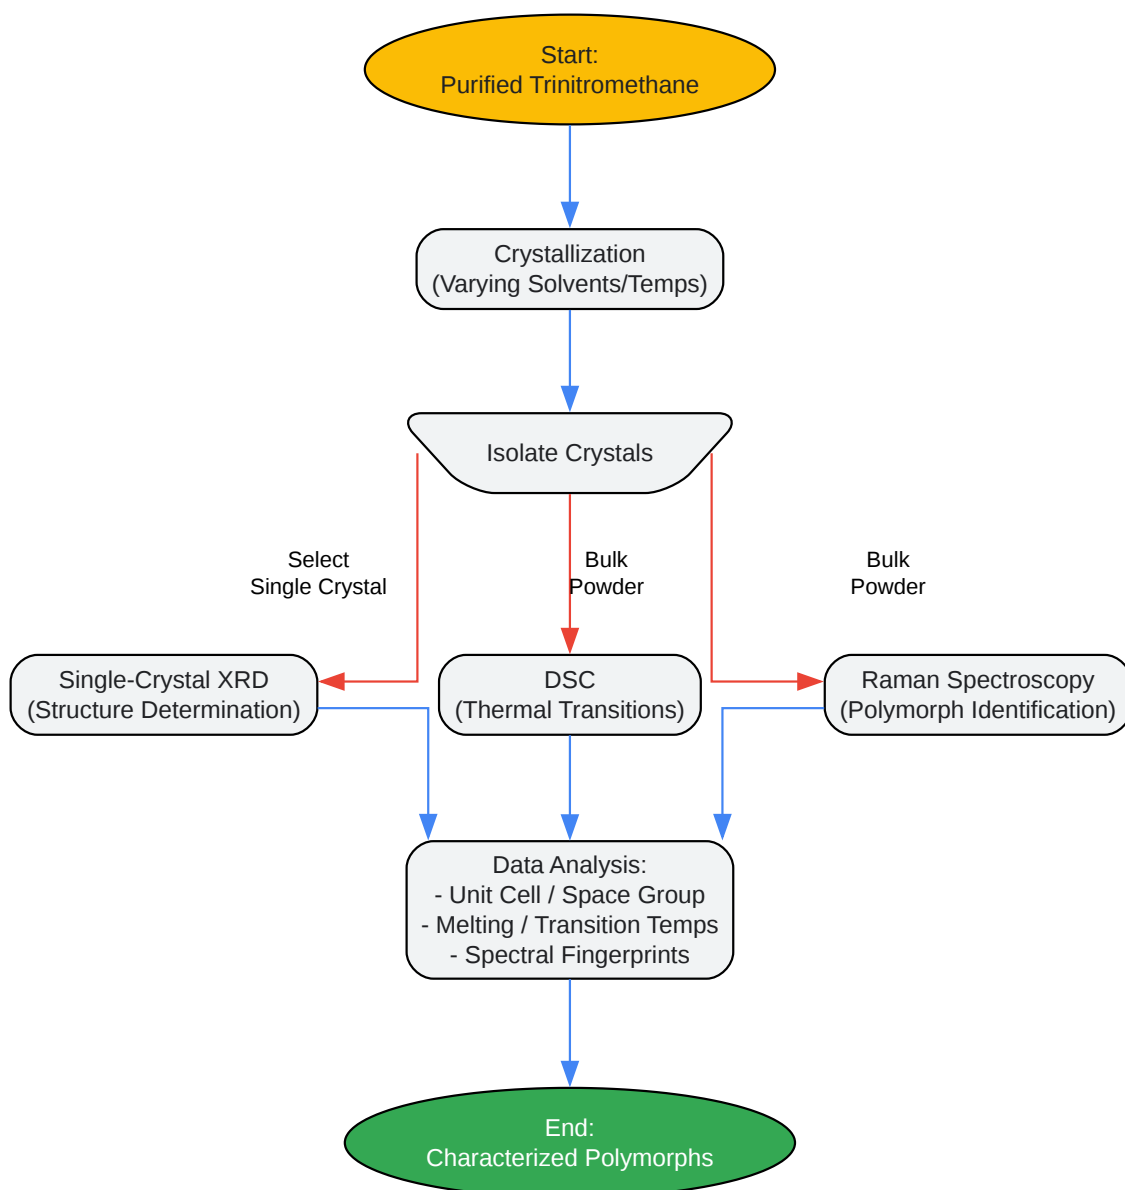 Start:
Purified Trinitromethane
Crystallization
(Varying Solvents/Temps)
Isolate Crystals
Select
Single Crystal
Bulk
Powder
Bulk
Powder
Single-Crystal XRD
(Structure Determination)
DSC
(Thermal Transitions)
Raman Spectroscopy
(Polymorph Identification)
Data Analysis:
- Unit Cell / Space Group
- Melting / Transition Temps
- Spectral Fingerprints
End:
Characterized Polymorphs